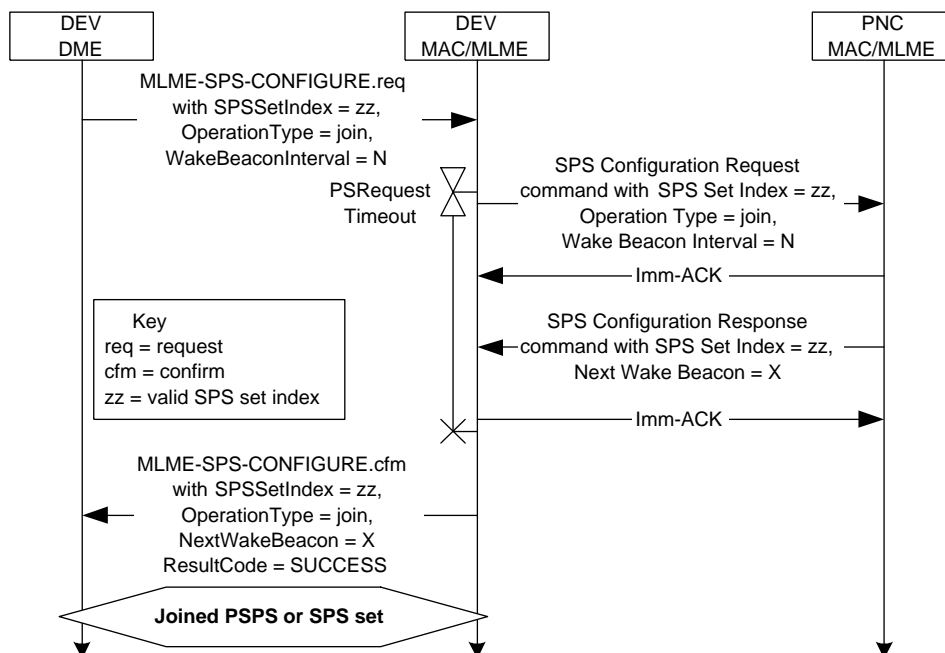 DEV
DME
DEV
MAC/MLME
PNC
MAC/MLME
MLME-SPS-CONFIGURE.req
with SPSSetIndex = zz,
OperationType = join,
WakeBeaconInterval = N
PSRequest
Timeout
SPS Configuration Request
command with SPS Set Index = zz,
Operation Type = join,
Wake Beacon Interval = N
Imm-ACK
Key
req = request
cfm = confirm
zz = valid SPS set index
SPS Configuration Response
command with SPS Set Index = zz,
Next Wake Beacon = X
Imm-ACK
MLME-SPS-CONFIGURE.cfm
with SPSSetIndex = zz,
OperationType = join,
NextWakeBeacon = X
ResultCode = SUCCESS
Joined PSPS or SPS set